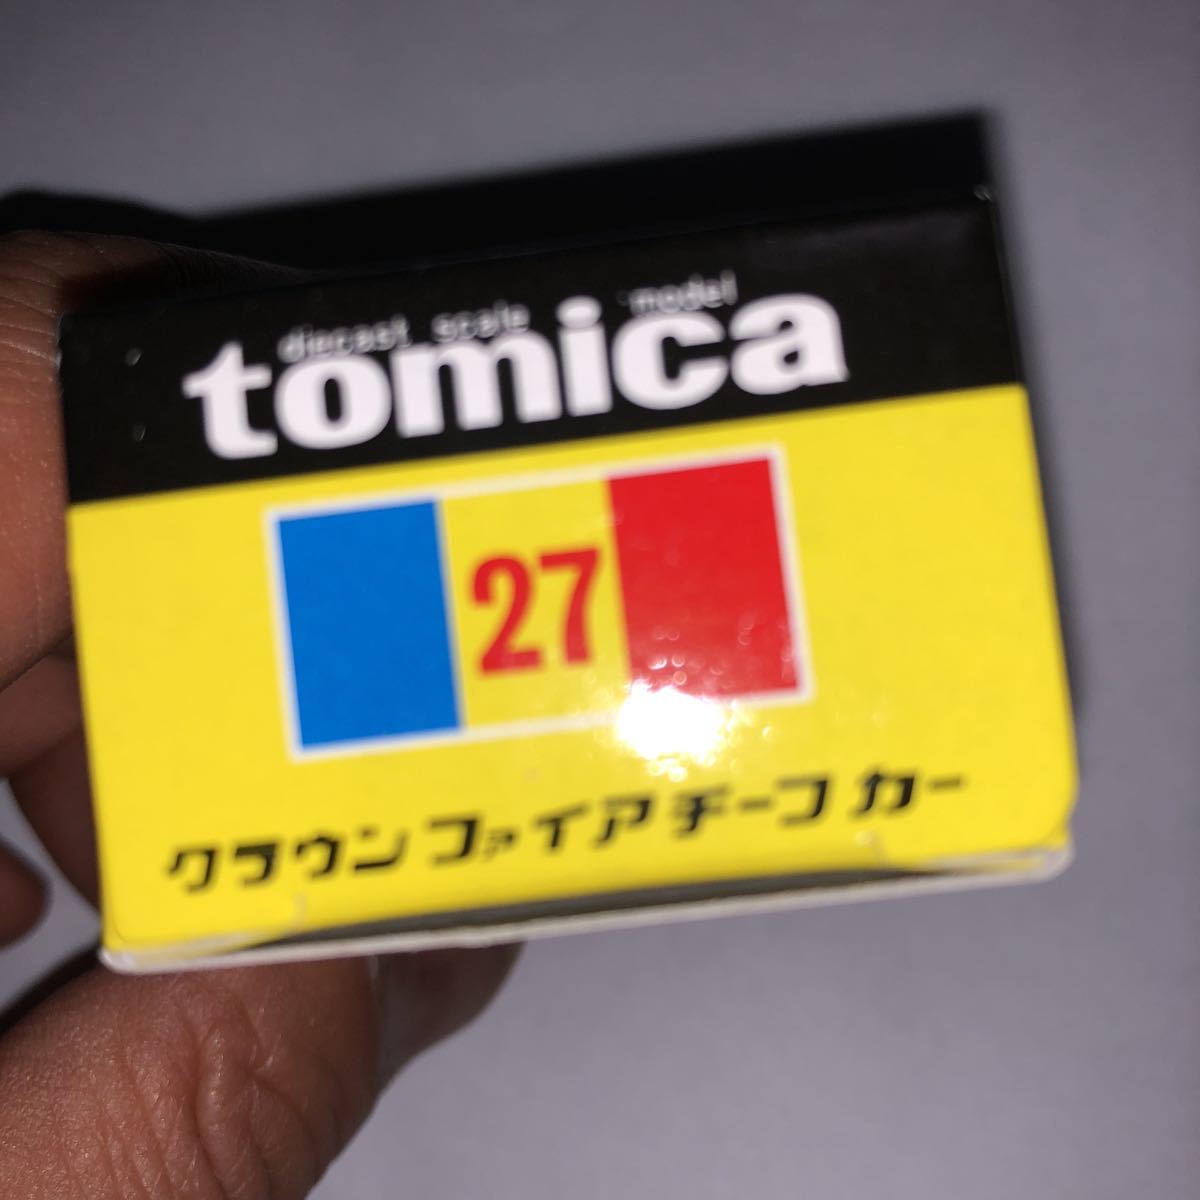 diecast scale model
tomica
27
クラウン ファイアチーフ カー